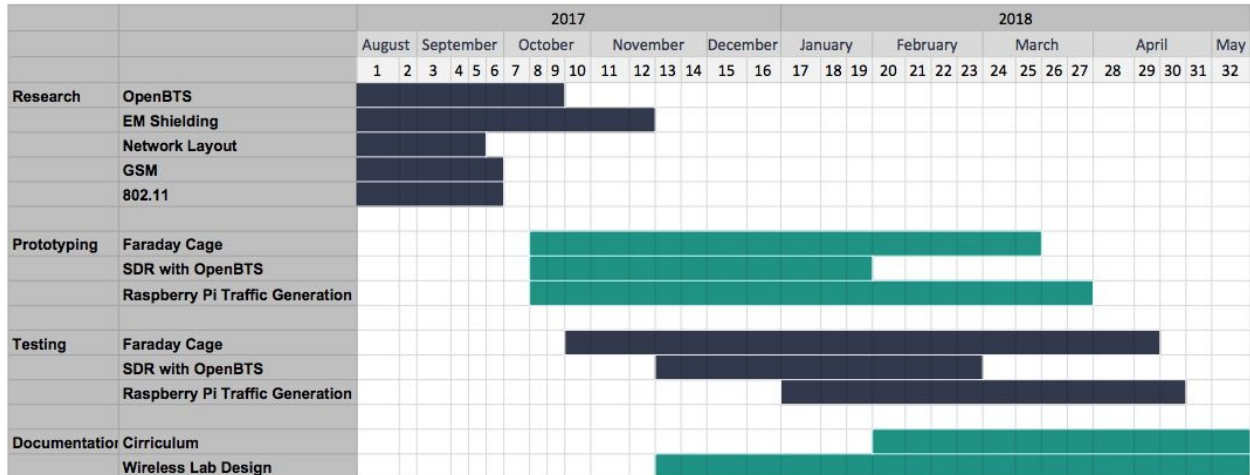 2017 2018
August September October November December January February March April May
1 2 3 4 5 6 7 8 9 10 11 12 13 14 15 16 17 18 19 20 21 22 23 24 25 26 27 28 29 30 31 32
Research OpenBTS
EM Shielding
Network Layout
GSM
802.11
Prototyping Faraday Cage
SDR with OpenBTS
Raspberry Pi Traffic Generation
Testing Faraday Cage
SDR with OpenBTS
Raspberry Pi Traffic Generation
Documentation Cirriculum
Wireless Lab Design